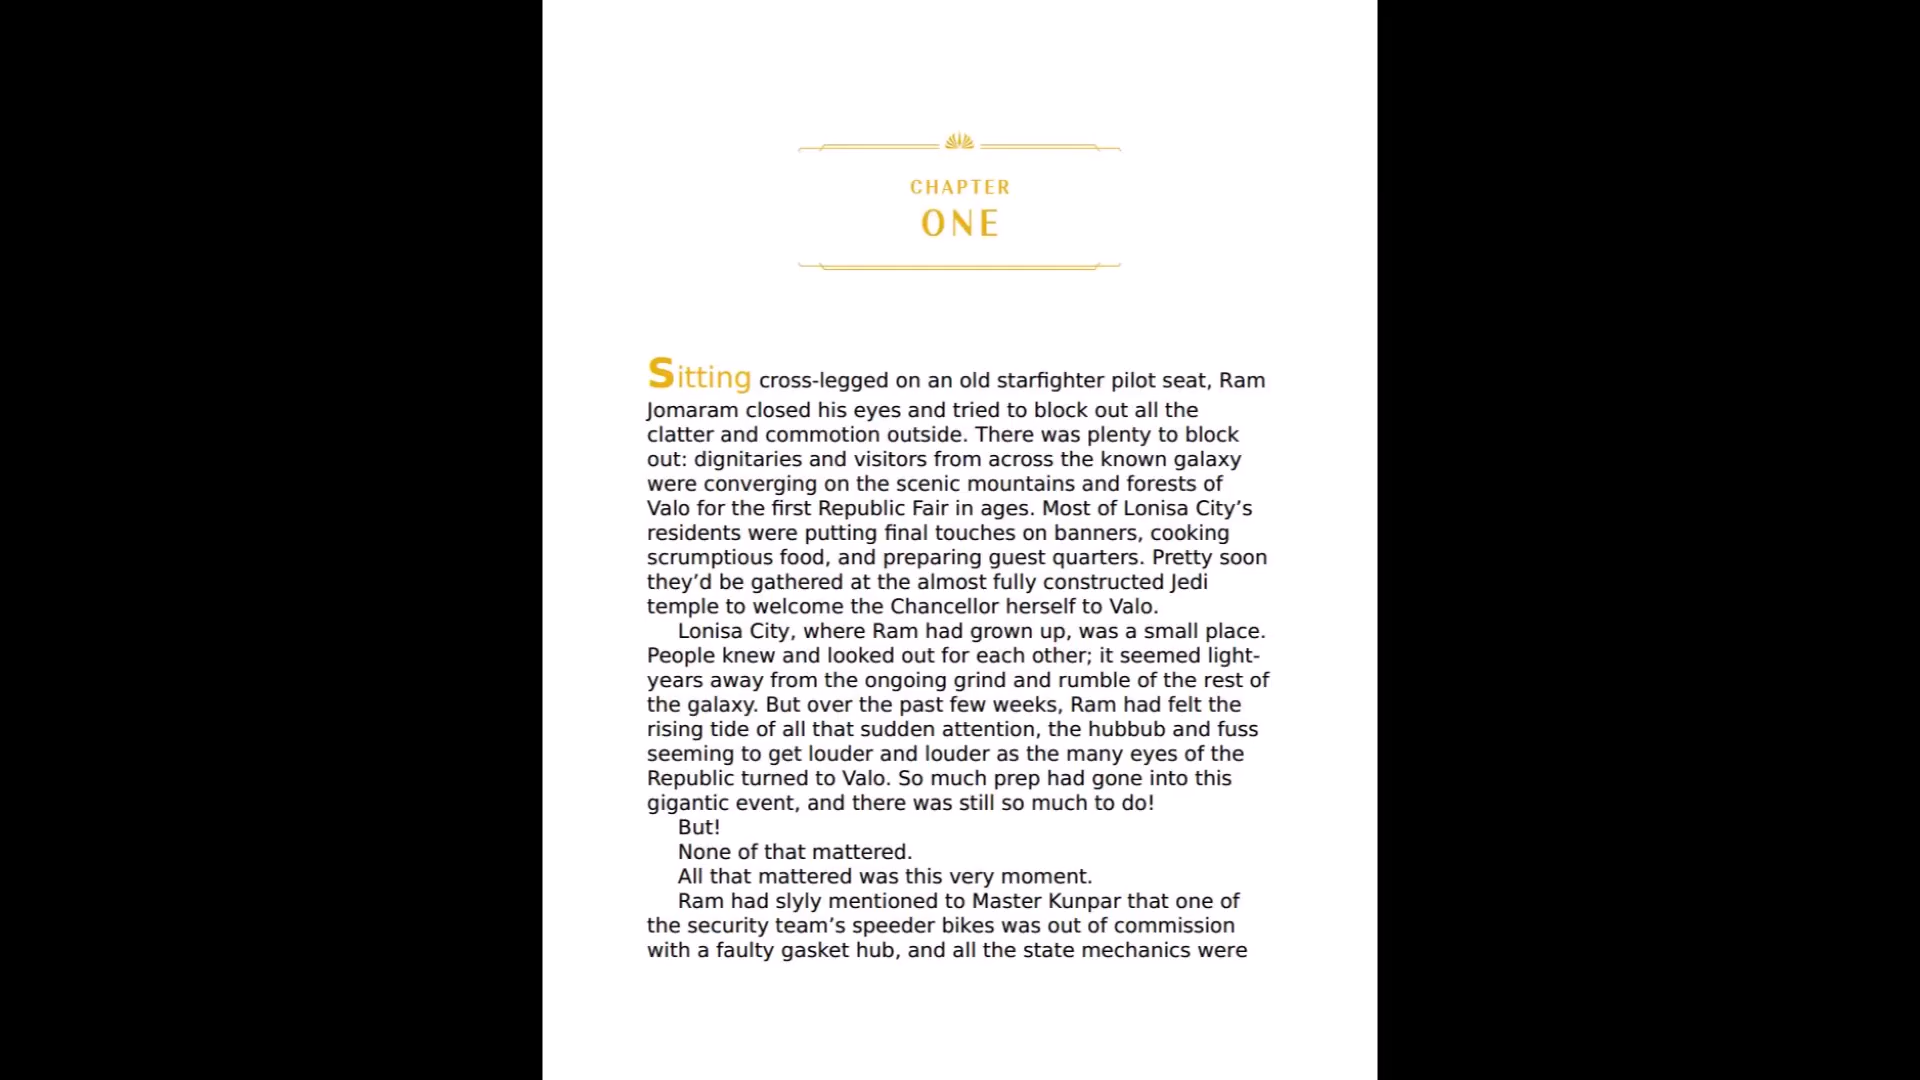 CHAPTER
ONE
Sitting cross-legged on an old starfighter pilot seat, Ram
Jomaram closed his eyes and tried to block out all the
clatter and commotion outside. There was plenty to block
out: dignitaries and visitors from across the known galaxy
were converging on the scenic mountains and forests of
Valo for the first Republic Fair in ages. Most of Lonisa City’s
residents were putting final touches on banners, cooking
scrumptious food, and preparing guest quarters. Pretty soon
they’d be gathered at the almost fully constructed Jedi
temple to welcome the Chancellor herself to Valo.
Lonisa City, where Ram had grown up, was a small place.
People knew and looked out for each other; it seemed light-
years away from the ongoing grind and rumble of the rest of
the galaxy. But over the past few weeks, Ram had felt the
rising tide of all that sudden attention, the hubbub and fuss
seeming to get louder and louder as the many eyes of the
Republic turned to Valo. So much prep had gone into this
gigantic event, and there was still so much to do!
But!
None of that mattered.
All that mattered was this very moment.
Ram had slyly mentioned to Master Kunpar that one of
the security team’s speeder bikes was out of commission
with a faulty gasket hub, and all the state mechanics were